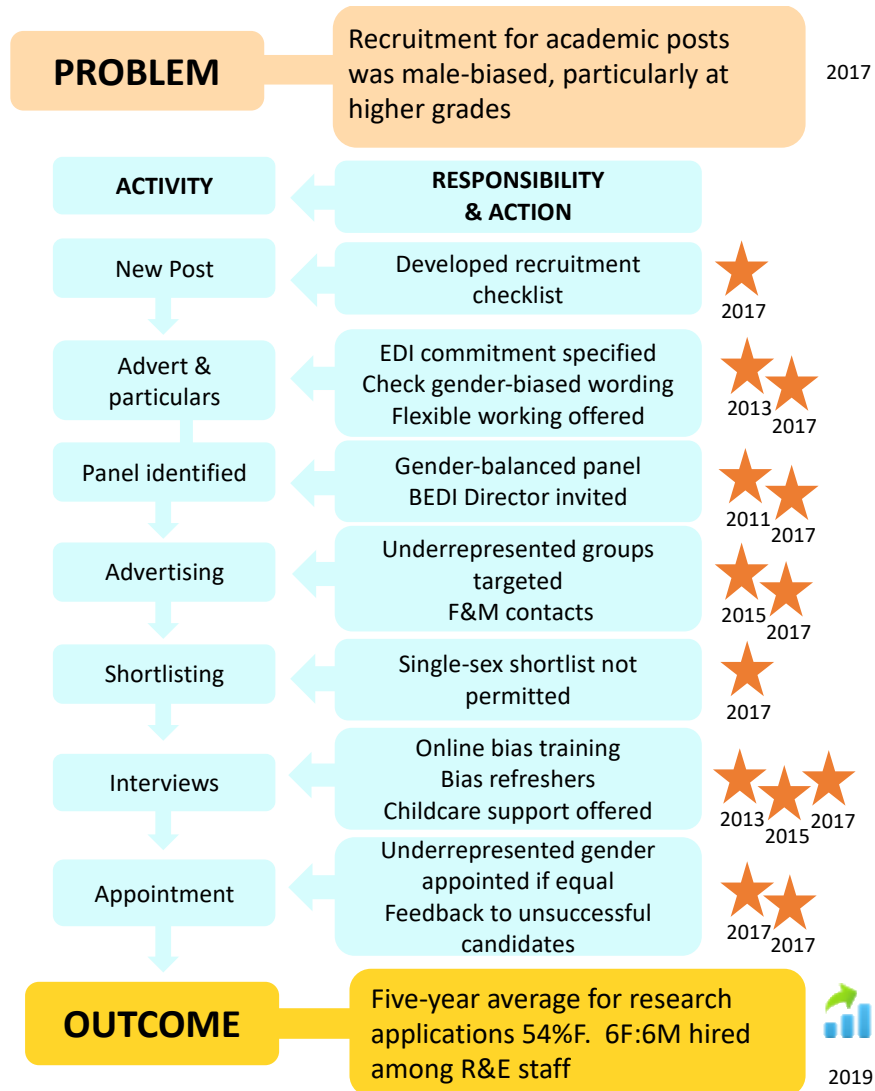 PROBLEM
Recruitment for academic posts
was male-biased, particularly at
higher grades
2017
ACTIVITY
RESPONSIBILITY
& ACTION
New Post
Developed recruitment
checklist
2017
Advert &
particulars
EDI commitment specified
Check gender-biased wording
Flexible working offered
2013
2017
Panel identified
Gender-balanced panel
BEDI Director invited
2011
2017
Advertising
Underrepresented groups
targeted
F&M contacts
2015
2017
Shortlisting
Single-sex shortlist not
permitted
2017
Interviews
Online bias training
Bias refreshers
Childcare support offered
2013
2015
2017
Appointment
Underrepresented gender
appointed if equal
Feedback to unsuccessful
candidates
2017
2017
OUTCOME
Five-year average for research
applications 54%F.  6F:6M hired
among R&E staff
2019